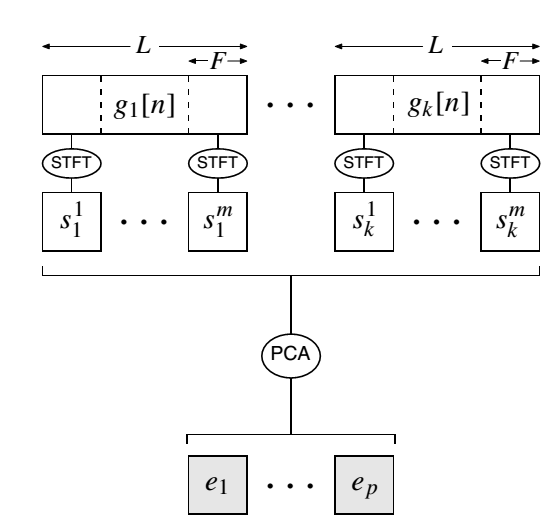 L L
F F
g₁[n] · · · gₖ[n]
STFT STFT STFT STFT
s₁¹ · · · s₁ᵐ sₖ¹ · · · sₖᵐ
PCA
e₁ · · · eₚ